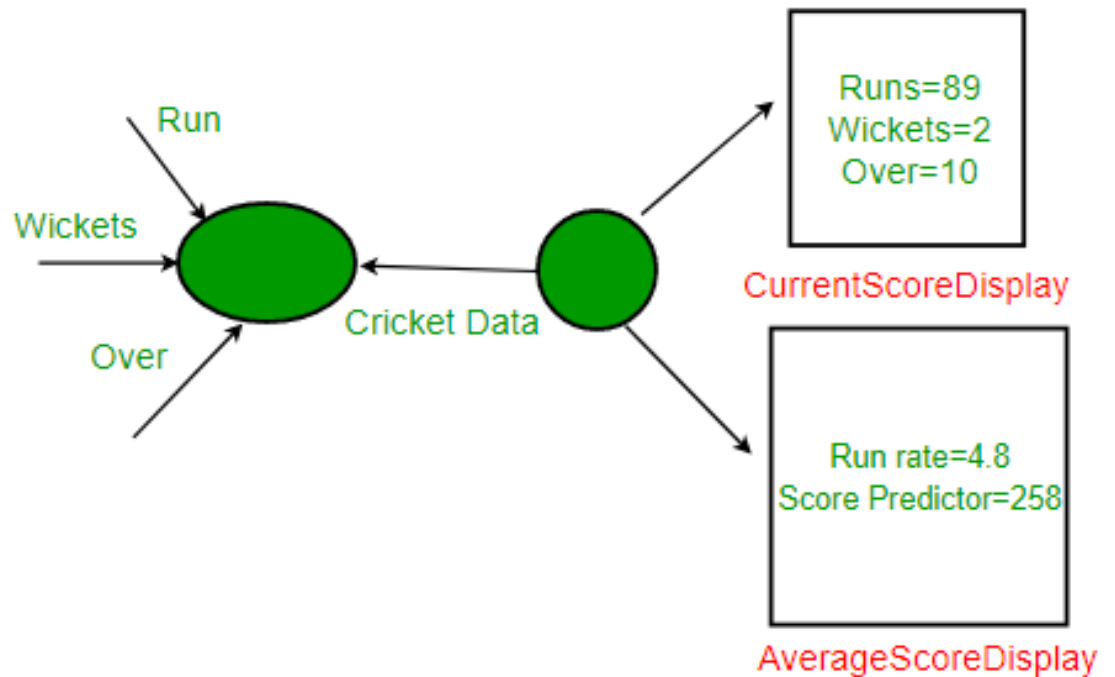 Run
Wickets
Over
Cricket Data
Runs=89
Wickets=2
Over=10
CurrentScoreDisplay
Run rate=4.8
Score Predictor=258
AverageScoreDisplay